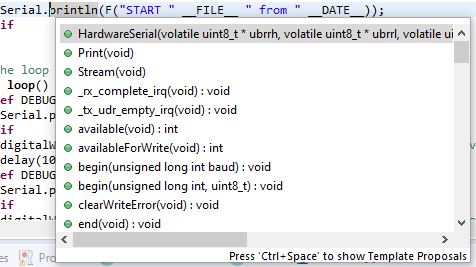 Serial.println(F("START " __FILE__ " from " __DATE__));
if
HardwareSerial(volatile uint8_t * ubrrh, volatile uint8_t * ubrrl, volatile ui
Print(void)
he loop
Stream(void)
loop()
_rx_complete_irq(void) : void
ef DEBUG
_tx_udr_empty_irq(void) : void
Serial.p
available(void) : int
if
availableForWrite(void) : int
digitalW
begin(unsigned long int baud) : void
delay(10
ef DEBUG
begin(unsigned long int, uint8_t) : void
Serial.p
clearWriteError(void) : void
if
end(void) : void
digitalW
Press 'Ctrl+Space' to show Template Proposals
es
Pr